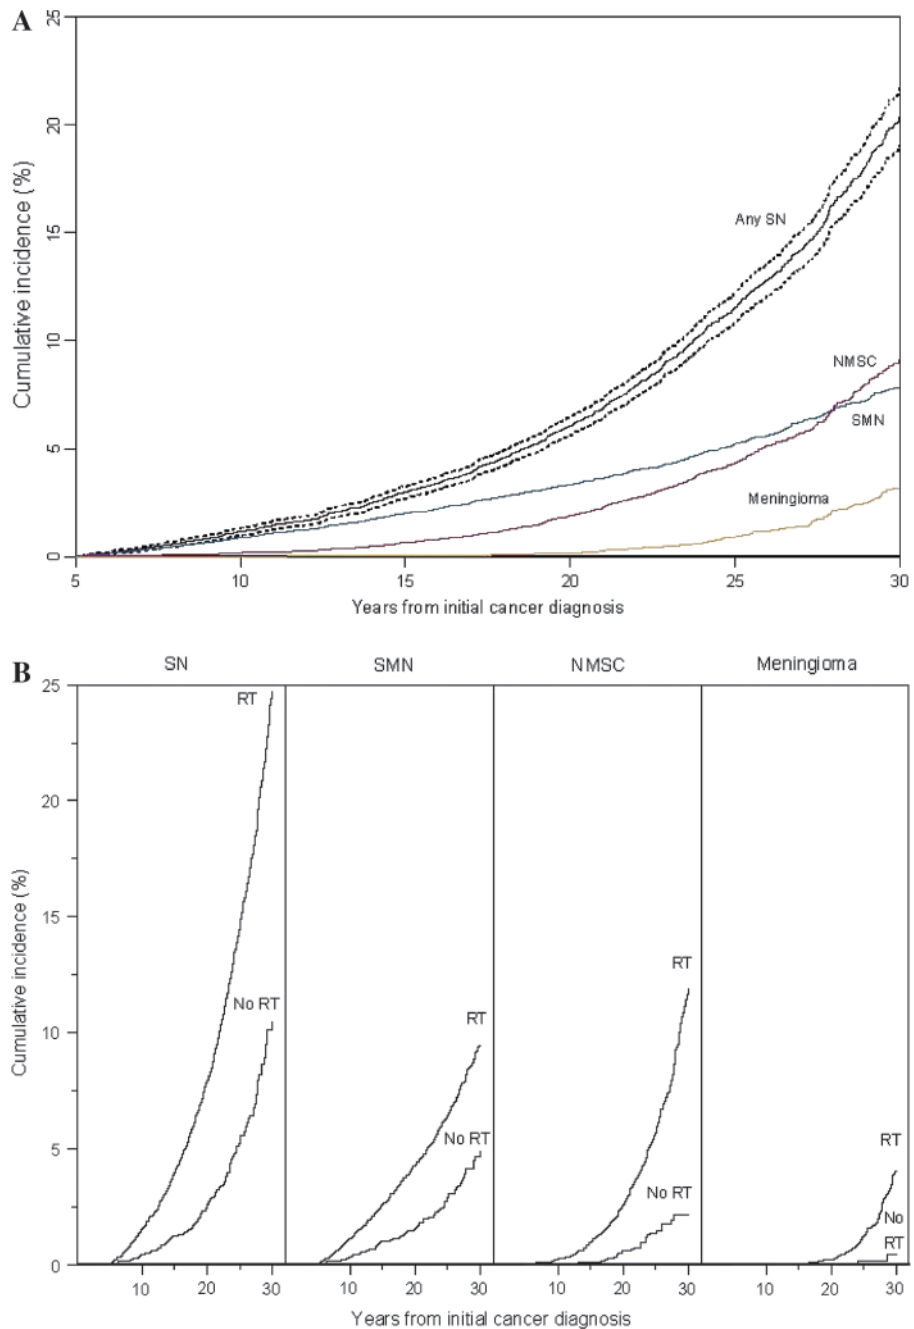 A
25
20
15
10
5
0
Cumulative incidence (%)
Any SN
NMSC
SMN
Meningioma
5 10 15 20 25 30
Years from initial cancer diagnosis
B
SN SMN NMSC Meningioma
25
20
15
10
5
0
Cumulative incidence (%)
RT
No RT
RT
No RT
RT
No RT
RT
No
RT
10 20 30 10 20 30 10 20 30 10 20 30
Years from initial cancer diagnosis